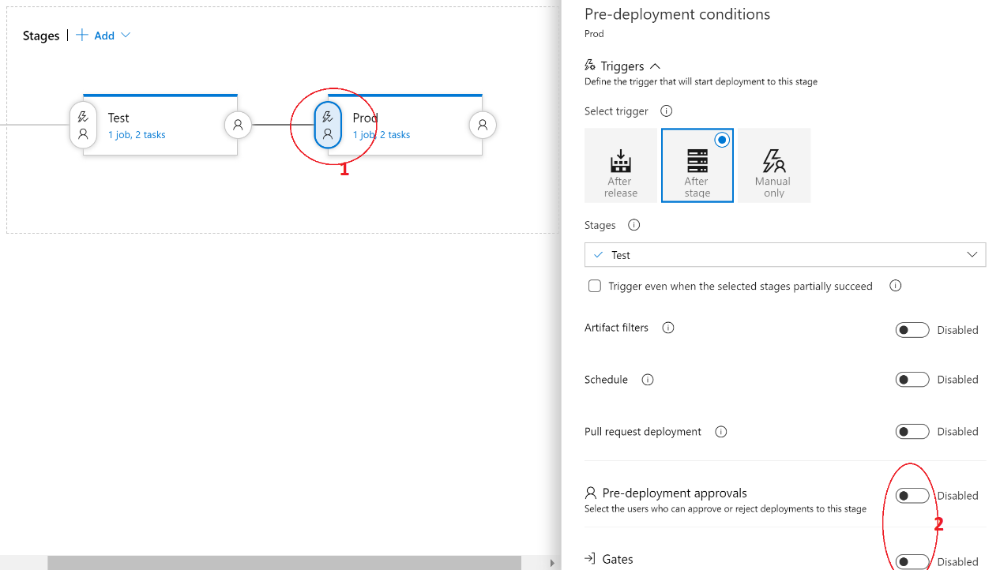 Stages | + Add
Test
1 job, 2 tasks
Prod
1 job, 2 tasks
1
Pre-deployment conditions
Prod
Triggers
Define the trigger that will start deployment to this stage
Select trigger
After
release
After
stage
Manual
only
Stages
Test
Trigger even when the selected stages partially succeed
Artifact filters
Disabled
Schedule
Disabled
Pull request deployment
Disabled
Pre-deployment approvals
Disabled
Select the users who can approve or reject deployments to this stage
2
Gates
Disabled